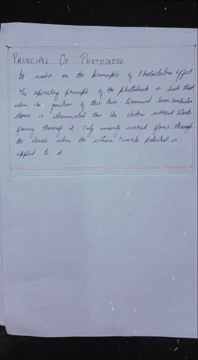 PRINCIPLE OF PHOTODIODE
It works on the principle of Photoelectric effect
The operating principle of the photodiode is such that
when the junction of this two-terminal semiconductor
device is illuminated then the electric current starts
flowing through it. Only minority current flows through
the device when the certain reverse potential is
applied to it